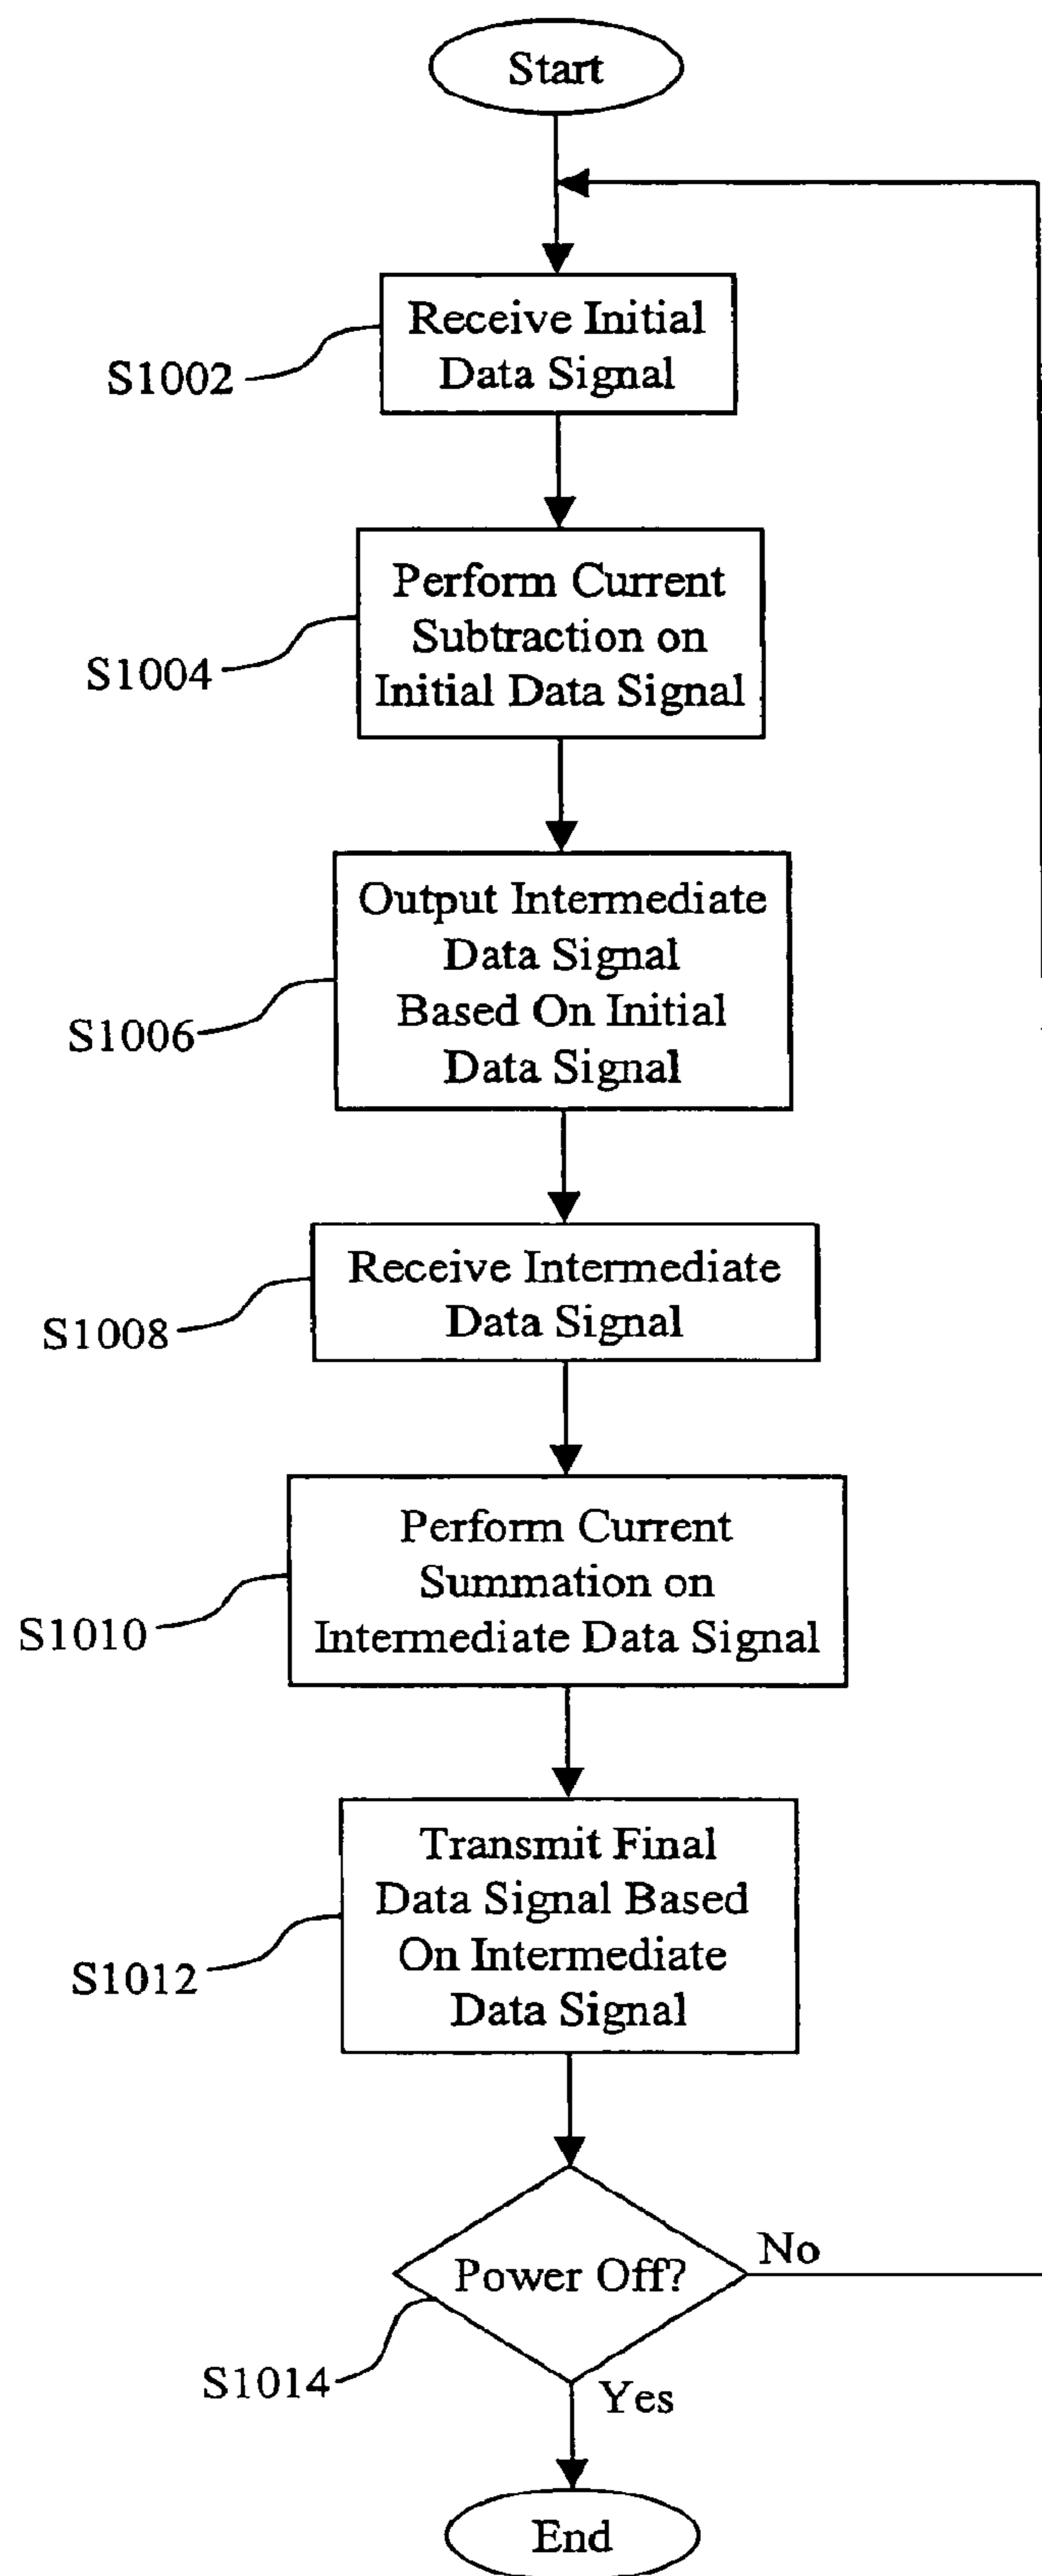 Start
Receive Initial
Data Signal
S1002
Perform Current
Subtraction on
Initial Data Signal
S1004
Output Intermediate
Data Signal
Based On Initial
Data Signal
S1006
Receive Intermediate
Data Signal
S1008
Perform Current
Summation on
Intermediate Data Signal
S1010
Transmit Final
Data Signal Based
On Intermediate
Data Signal
S1012
Power Off?
No
S1014
Yes
End